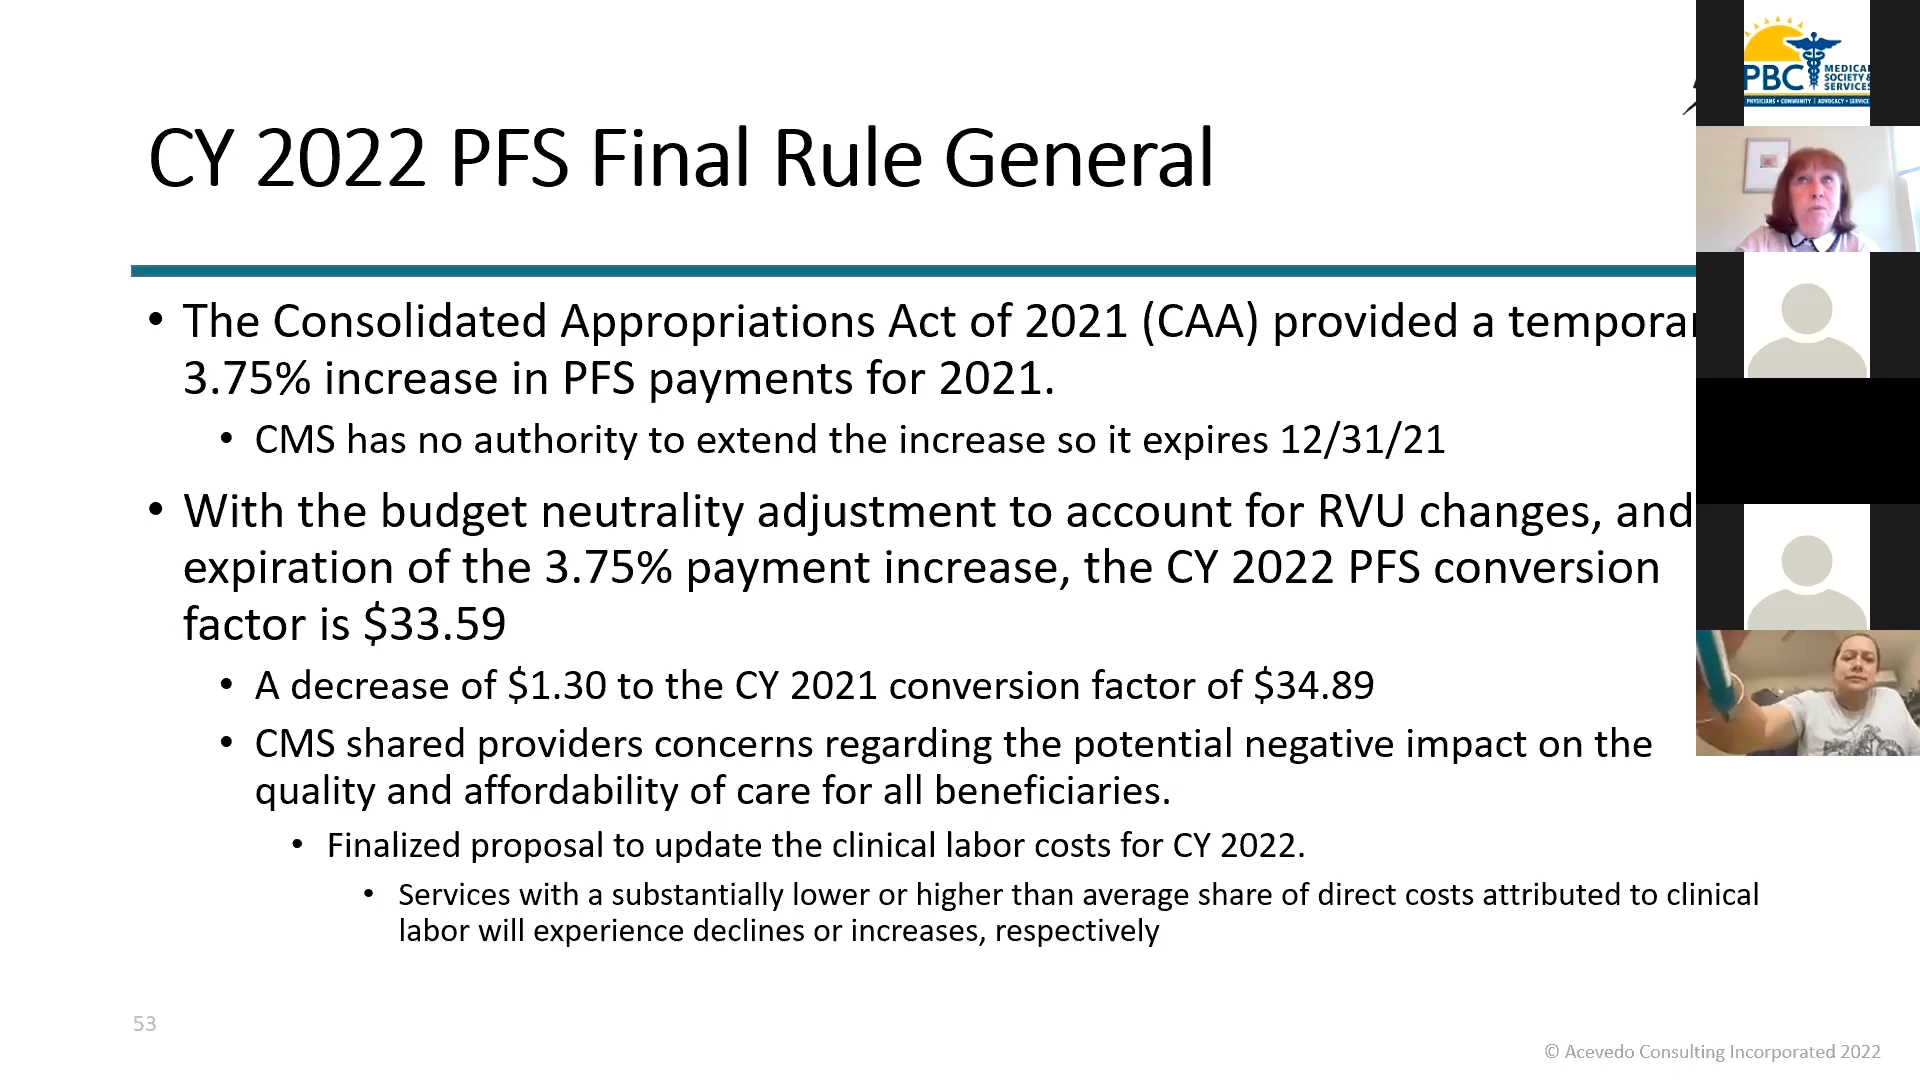 CY 2022 PFS Final Rule General
• The Consolidated Appropriations Act of 2021 (CAA) provided a
3.75% increase in PFS payments for 2021.
• CMS has no authority to extend the increase so it expires 12/31/21
• With the budget neutrality adjustment to account for RVU changes, and
expiration of the 3.75% payment increase, the CY 2022 PFS conversion
factor is $33.59
• A decrease of $1.30 to the CY 2021 conversion factor of $34.89
• CMS shared providers concerns regarding the potential negative impact on the
quality and affordability of care for all beneficiaries.
• Finalized proposal to update the clinical labor costs for CY 2022.
• Services with a substantially lower or higher than average share of direct costs attributed to clinical
labor will experience declines or increases, respectively
53
© Acevedo Consulting Incorporated 2022
PBC
MEDICAL
SOCIETY &
SERVICES
PHYSICIANS • COMMUNITY | ADVOCACY • SERVICE